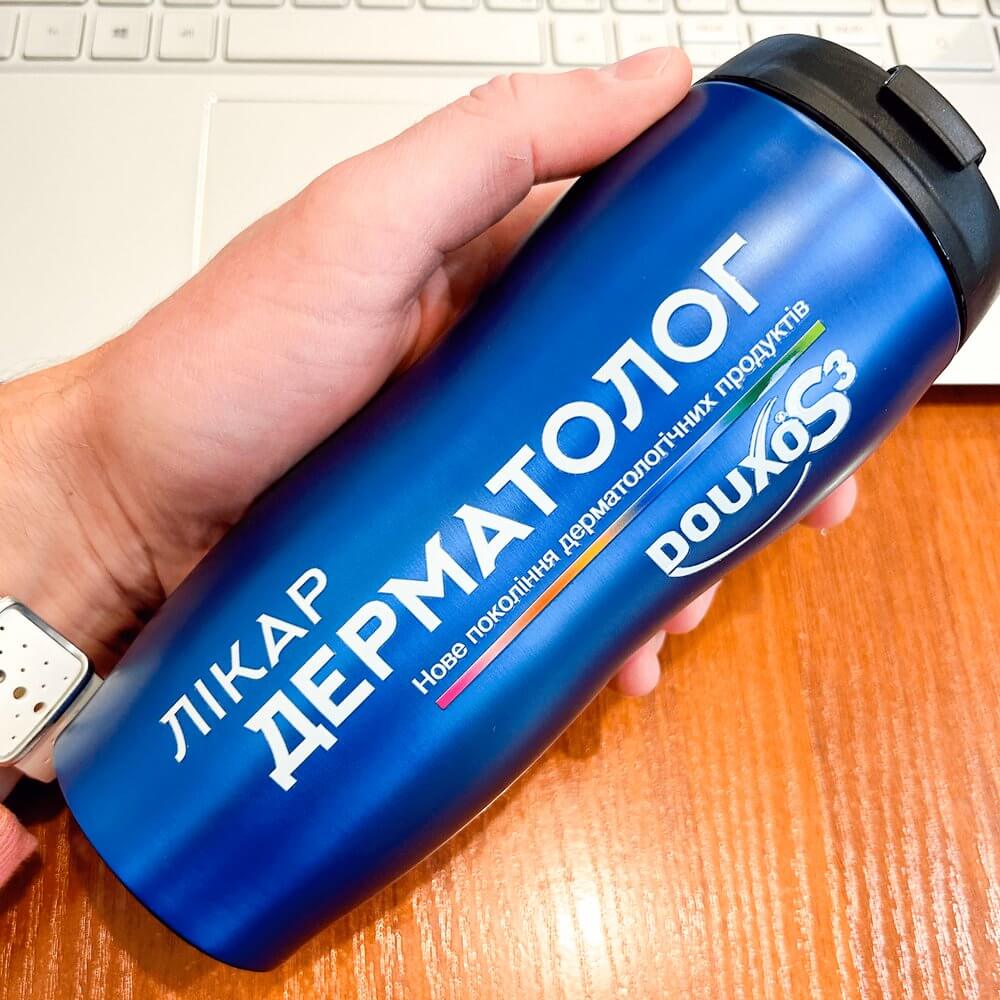 ЛІКАР
ДЕРМАТОЛОГ
Нове покоління дерматологічних продуктів
DOUXO® S3